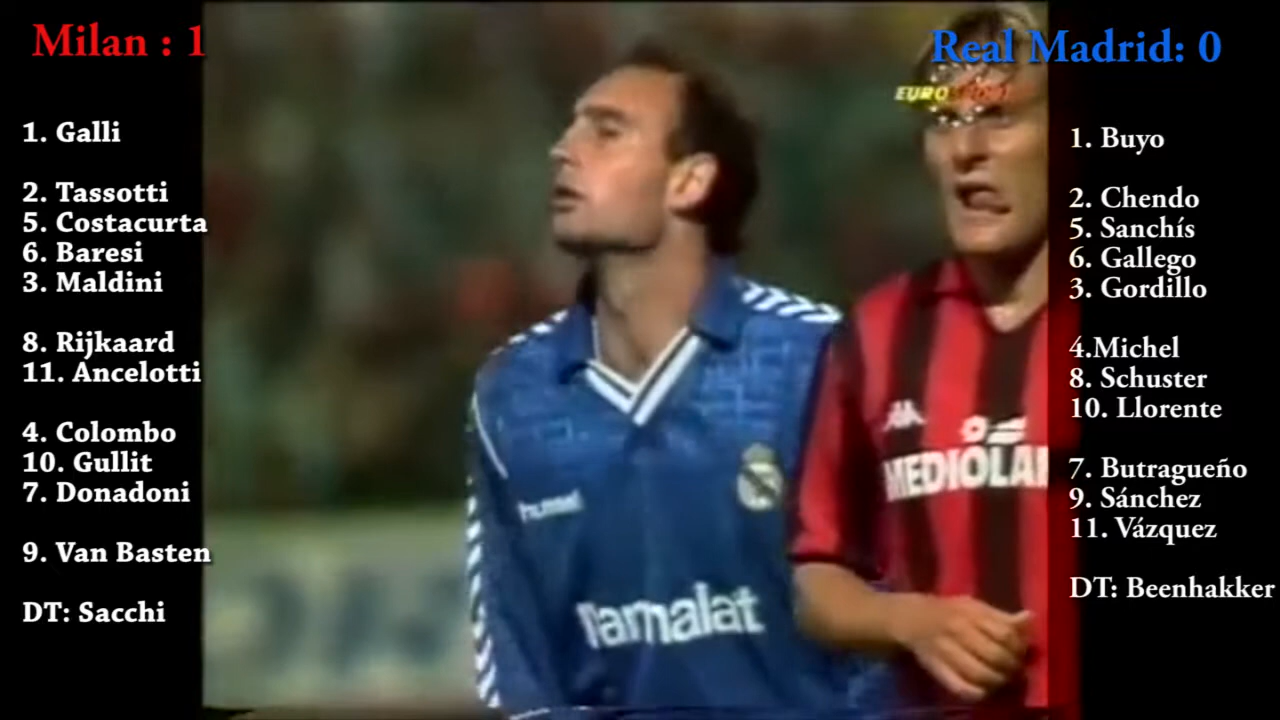 Milan : 1
1. Galli
2. Tassotti
5. Costacurta
6. Baresi
3. Maldini
8. Rijkaard
11. Ancelotti
4. Colombo
10. Gullit
7. Donadoni
9. Van Basten
DT: Sacchi
EUROSPORT
hummel
Parmalat
MEDIOLAN
Real Madrid: 0
1. Buyo
2. Chendo
5. Sanchís
6. Gallego
3. Gordillo
4.Michel
8. Schuster
10. Llorente
7. Butragueño
9. Sánchez
11. Vázquez
DT: Beenhakker